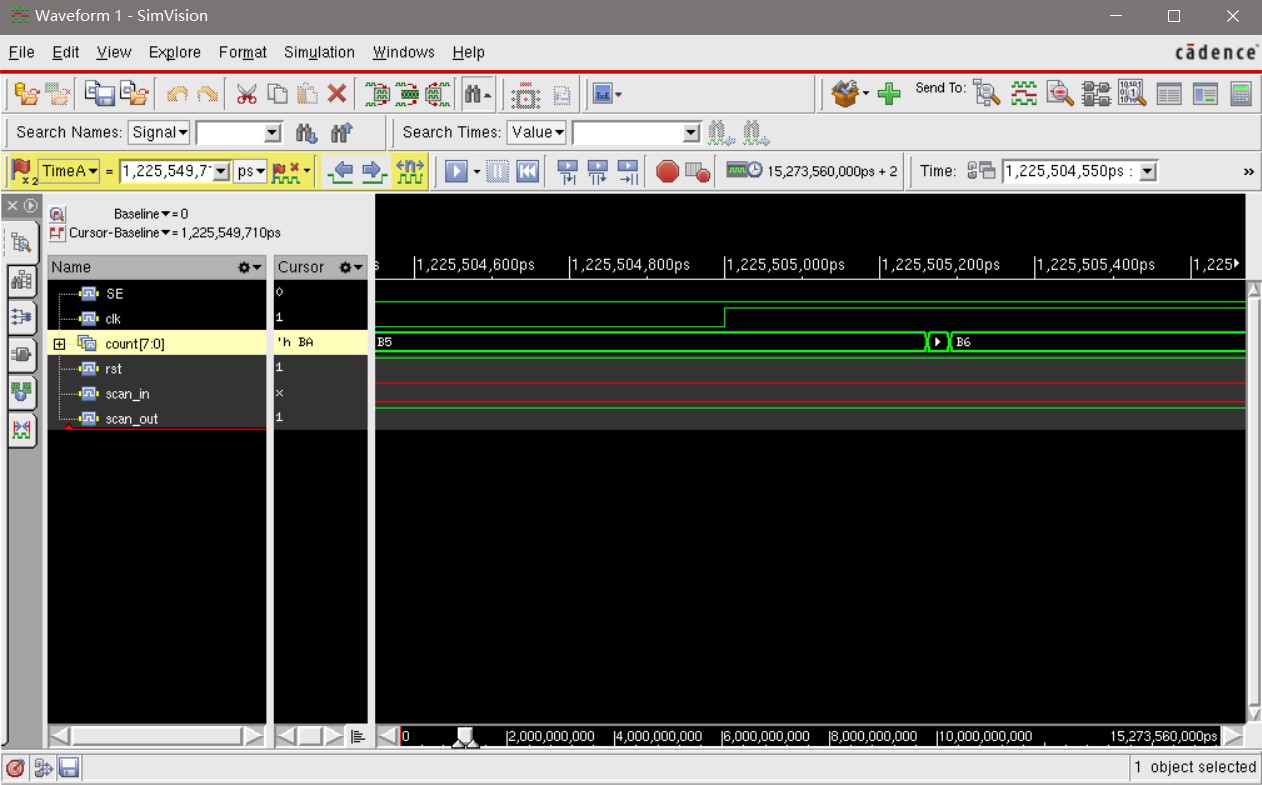 Waveform 1 - SimVision
File Edit View Explore Format Simulation Windows Help
cādence
Send To:
Search Names: Signal
Search Times: Value
TimeA = 1,225,549,7 ps
15,273,560,000ps + 2
Time: 1,225,504,550ps :
Baseline = 0
Cursor-Baseline = 1,225,549,710ps
Name Cursor
s 1,225,504,600ps 1,225,504,800ps 1,225,505,000ps 1,225,505,200ps 1,225,505,400ps 1,225
SE 0
clk 1
count[7:0] 'h BA B5 B6
rst 1
scan_in x
scan_out 1
0 2,000,000,000 4,000,000,000 6,000,000,000 8,000,000,000 10,000,000,000 15,273,560,000ps
1 object selected